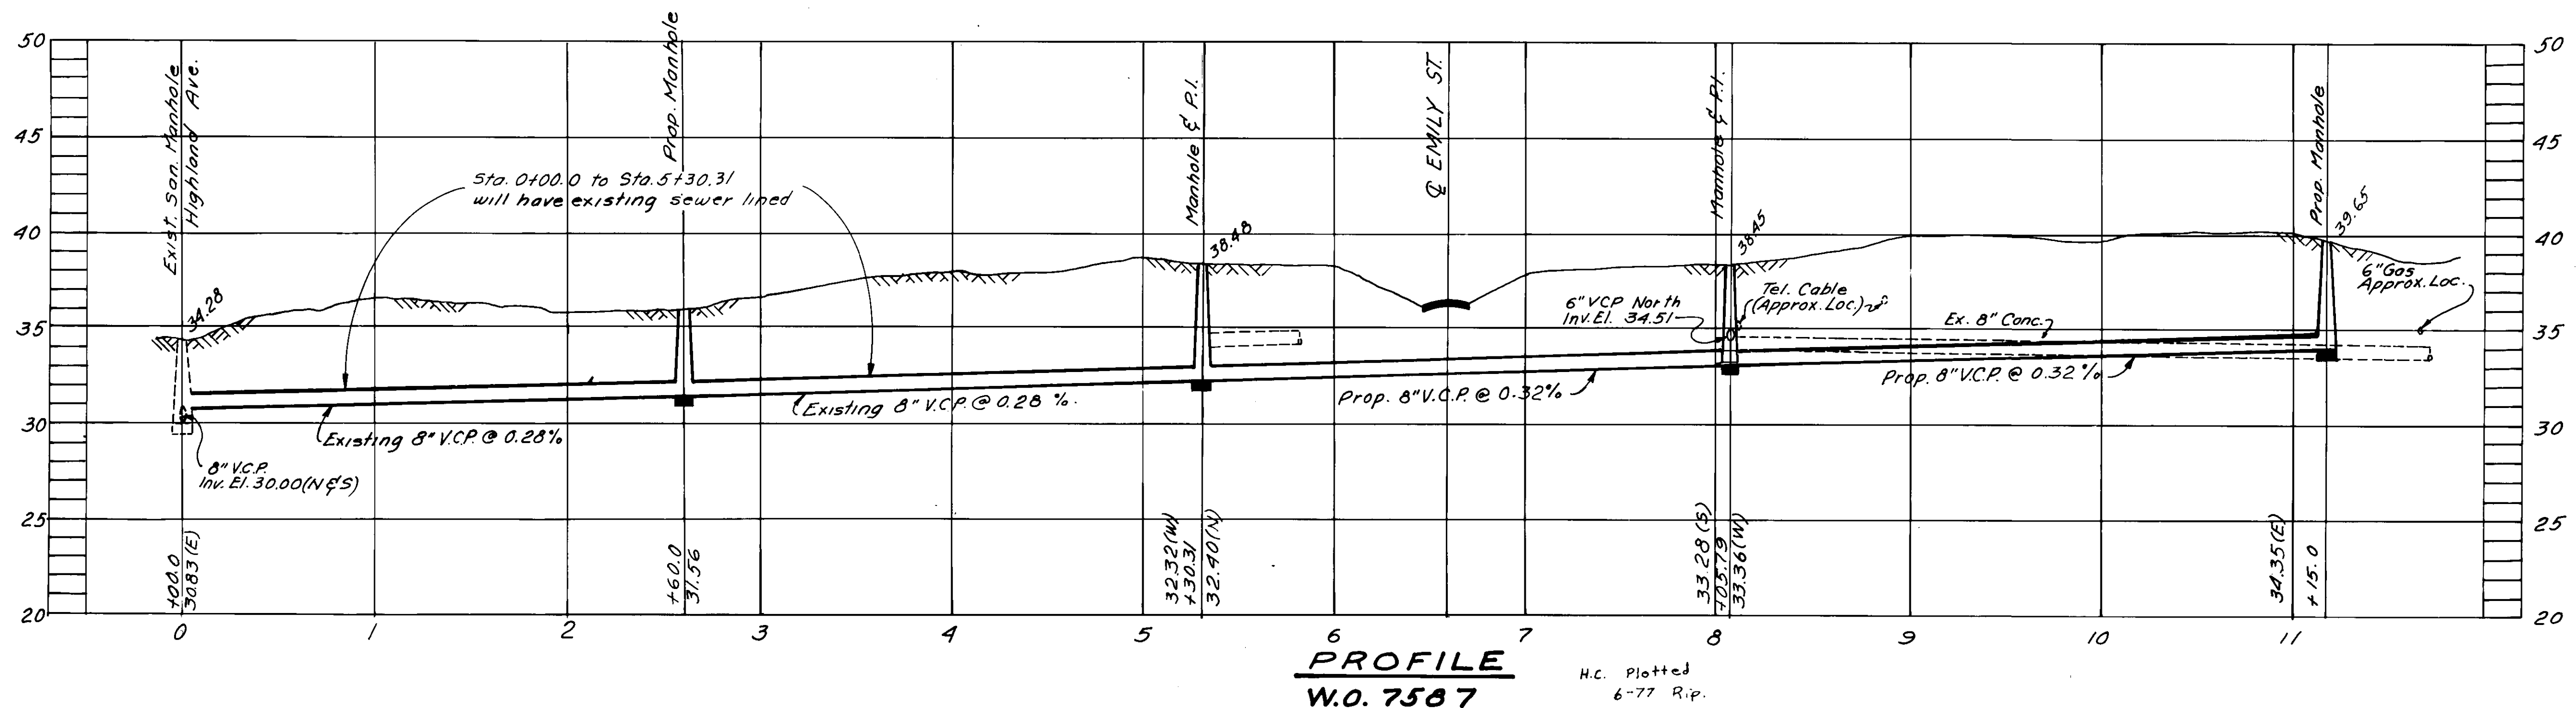 50
45
40
35
30
25
20
Exist. San. Manhole
Highland Ave.
34.28
Sta. 0+00.0 to Sta. 5+30.31
will have existing sewer lined
Prop. Manhole
Manhole & P.I.
38.48
℄ EMILY ST.
Manhole & P.I.
38.45
6" VCP North
Inv. El. 34.51
Tel. Cable
(Approx. Loc.)
Ex. 8" Conc.
Prop. Manhole
39.65
6" Gas
Approx. Loc.
50
45
40
35
30
25
20
Existing 8" V.C.P. @ 0.28%
Existing 8" V.C.P. @ 0.28 %.
Prop. 8" V.C.P. @ 0.32%
Prop. 8" V.C.P. @ 0.32 %
8" V.C.P.
Inv. El. 30.00 (N & S)
+00.0
30.83 (E)
+60.0
31.56
32.32 (W)
+30.31
32.40 (N)
33.28 (S)
+05.79
33.36 (W)
34.35 (E)
+15.0
0 1 2 3 4 5 6 7 8 9 10 11
PROFILE
W.O. 7587
H.C. Plotted
6-77 Rip.